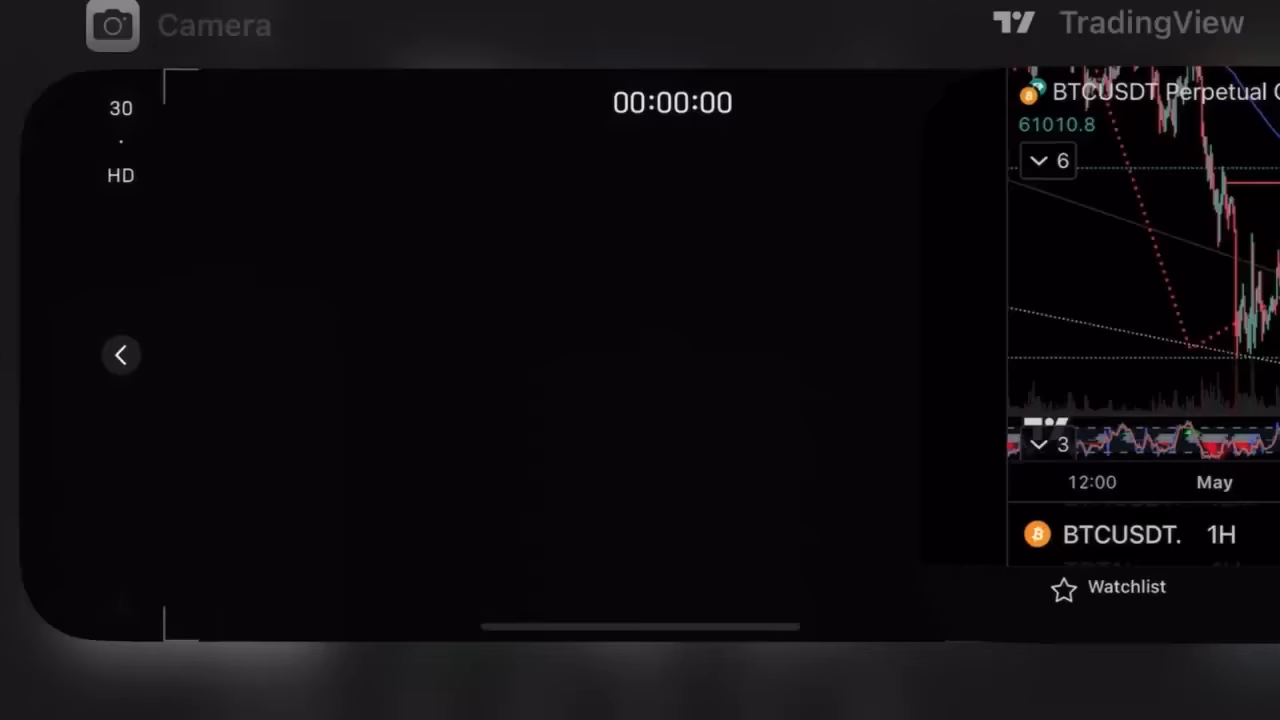 Camera
TradingView
30
HD
00:00:00
BTCUSDT Perpetual
61010.8
6
3
12:00 May
BTCUSDT. 1H
Watchlist